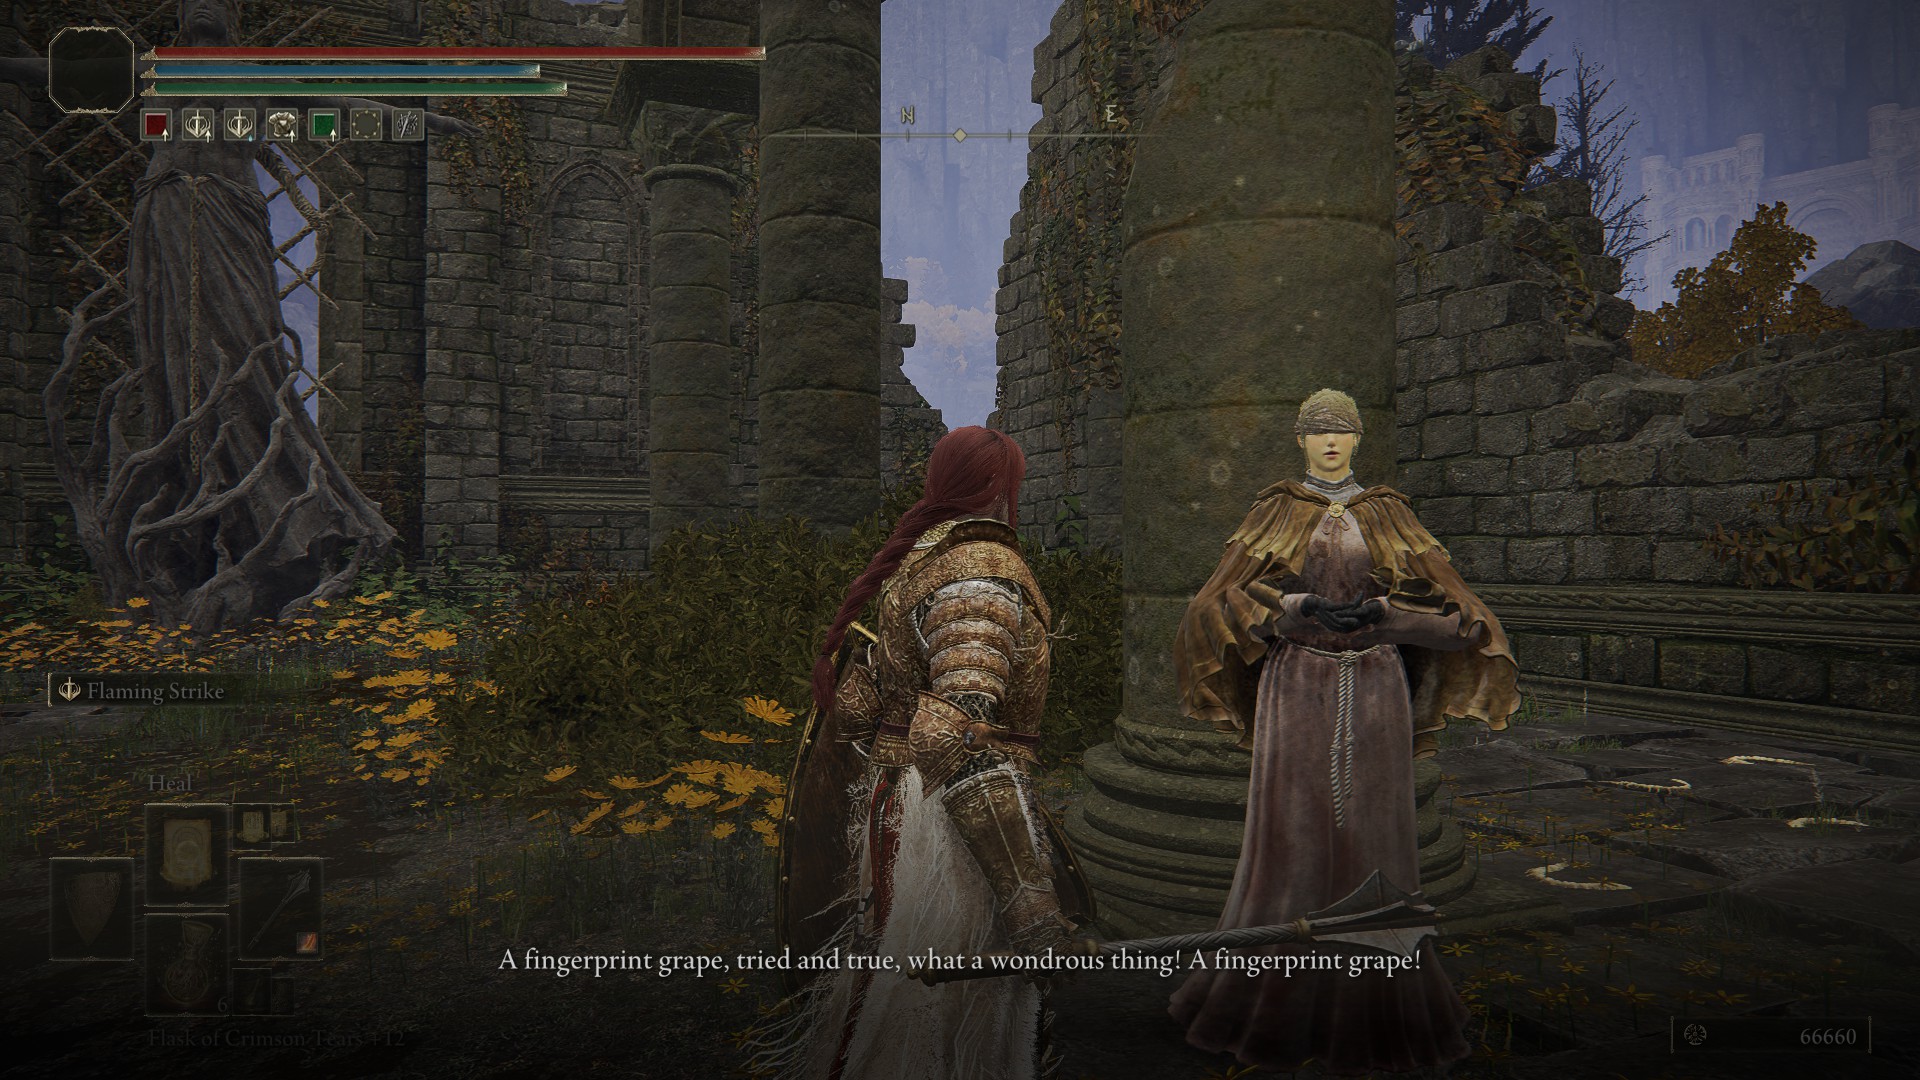 N
E
Flaming Strike
Heal
6
A fingerprint grape, tried and true, what a wondrous thing! A fingerprint grape!
Flask of Crimson Tears +12
66660